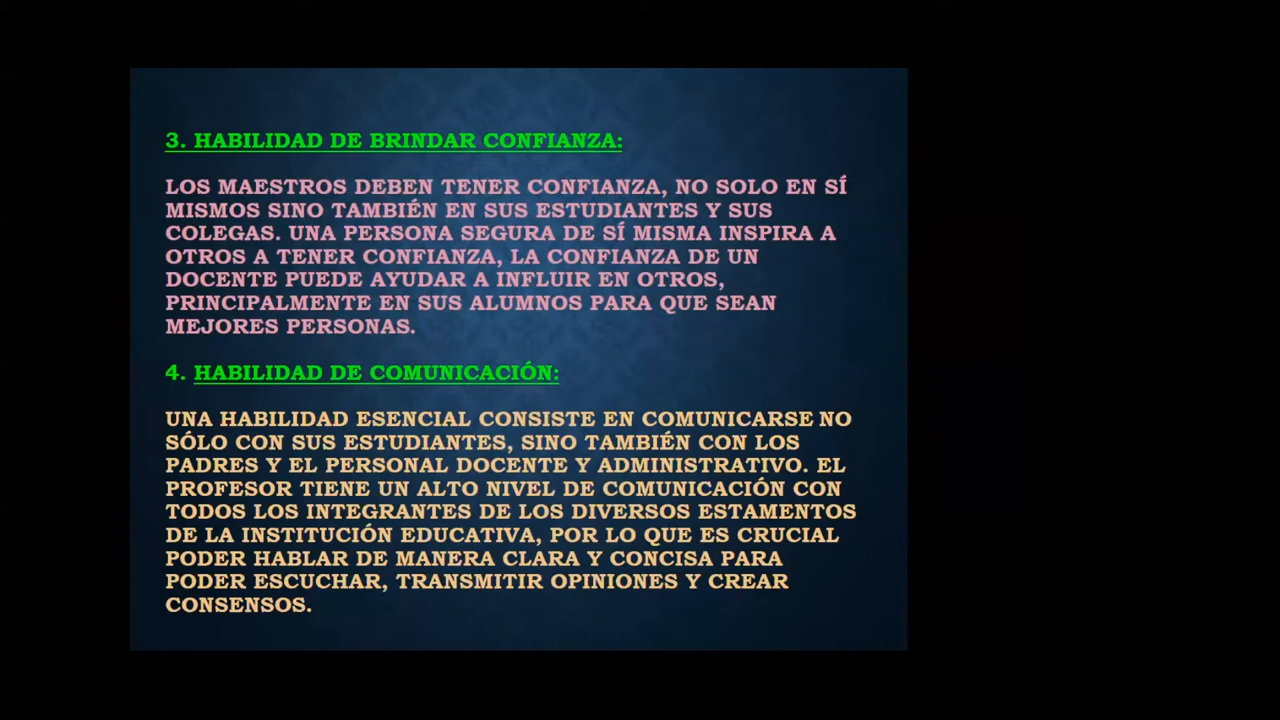 3. HABILIDAD DE BRINDAR CONFIANZA:
LOS MAESTROS DEBEN TENER CONFIANZA, NO SOLO EN SÍ
MISMOS SINO TAMBIÉN EN SUS ESTUDIANTES Y SUS
COLEGAS. UNA PERSONA SEGURA DE SÍ MISMA INSPIRA A
OTROS A TENER CONFIANZA, LA CONFIANZA DE UN
DOCENTE PUEDE AYUDAR A INFLUIR EN OTROS,
PRINCIPALMENTE EN SUS ALUMNOS PARA QUE SEAN
MEJORES PERSONAS.
4. HABILIDAD DE COMUNICACIÓN:
UNA HABILIDAD ESENCIAL CONSISTE EN COMUNICARSE NO
SÓLO CON SUS ESTUDIANTES, SINO TAMBIÉN CON LOS
PADRES Y EL PERSONAL DOCENTE Y ADMINISTRATIVO. EL
PROFESOR TIENE UN ALTO NIVEL DE COMUNICACIÓN CON
TODOS LOS INTEGRANTES DE LOS DIVERSOS ESTAMENTOS
DE LA INSTITUCIÓN EDUCATIVA, POR LO QUE ES CRUCIAL
PODER HABLAR DE MANERA CLARA Y CONCISA PARA
PODER ESCUCHAR, TRANSMITIR OPINIONES Y CREAR
CONSENSOS.